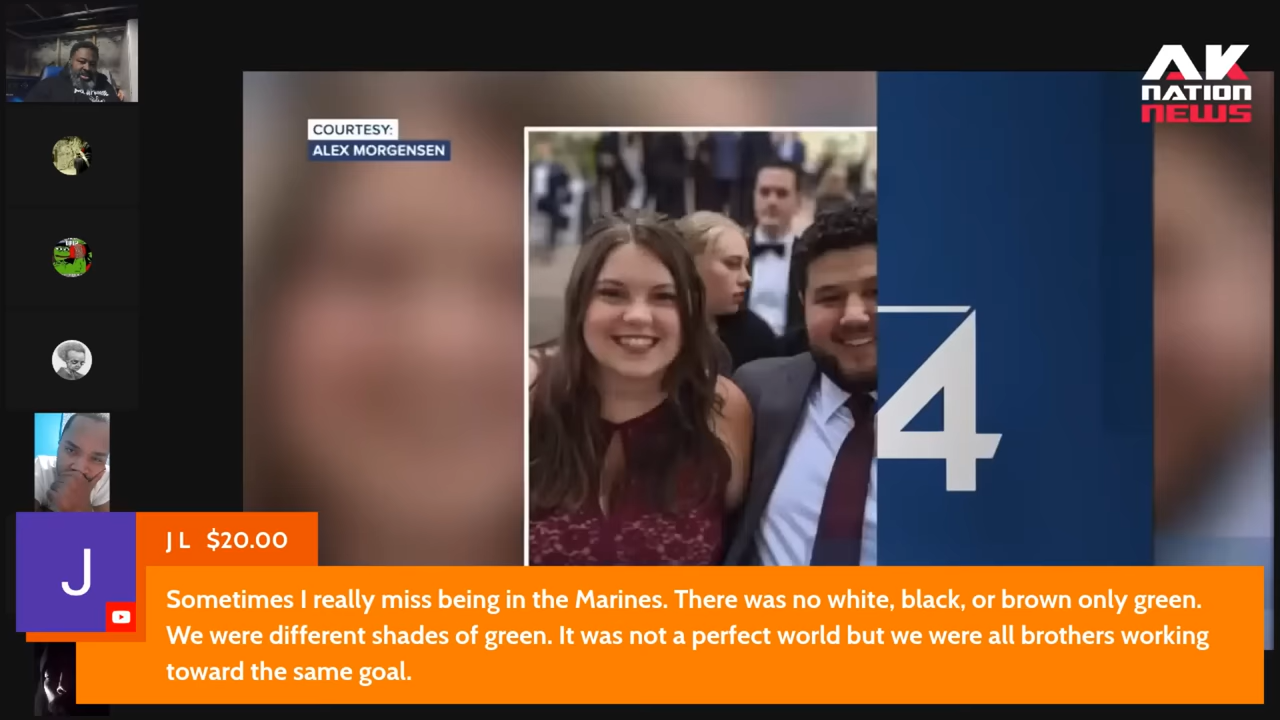 AK
NATION
NEWS
COURTESY:
ALEX MORGENSEN
4
J L $20.00
J
Sometimes I really miss being in the Marines. There was no white, black, or brown only green.
We were different shades of green. It was not a perfect world but we were all brothers working
toward the same goal.